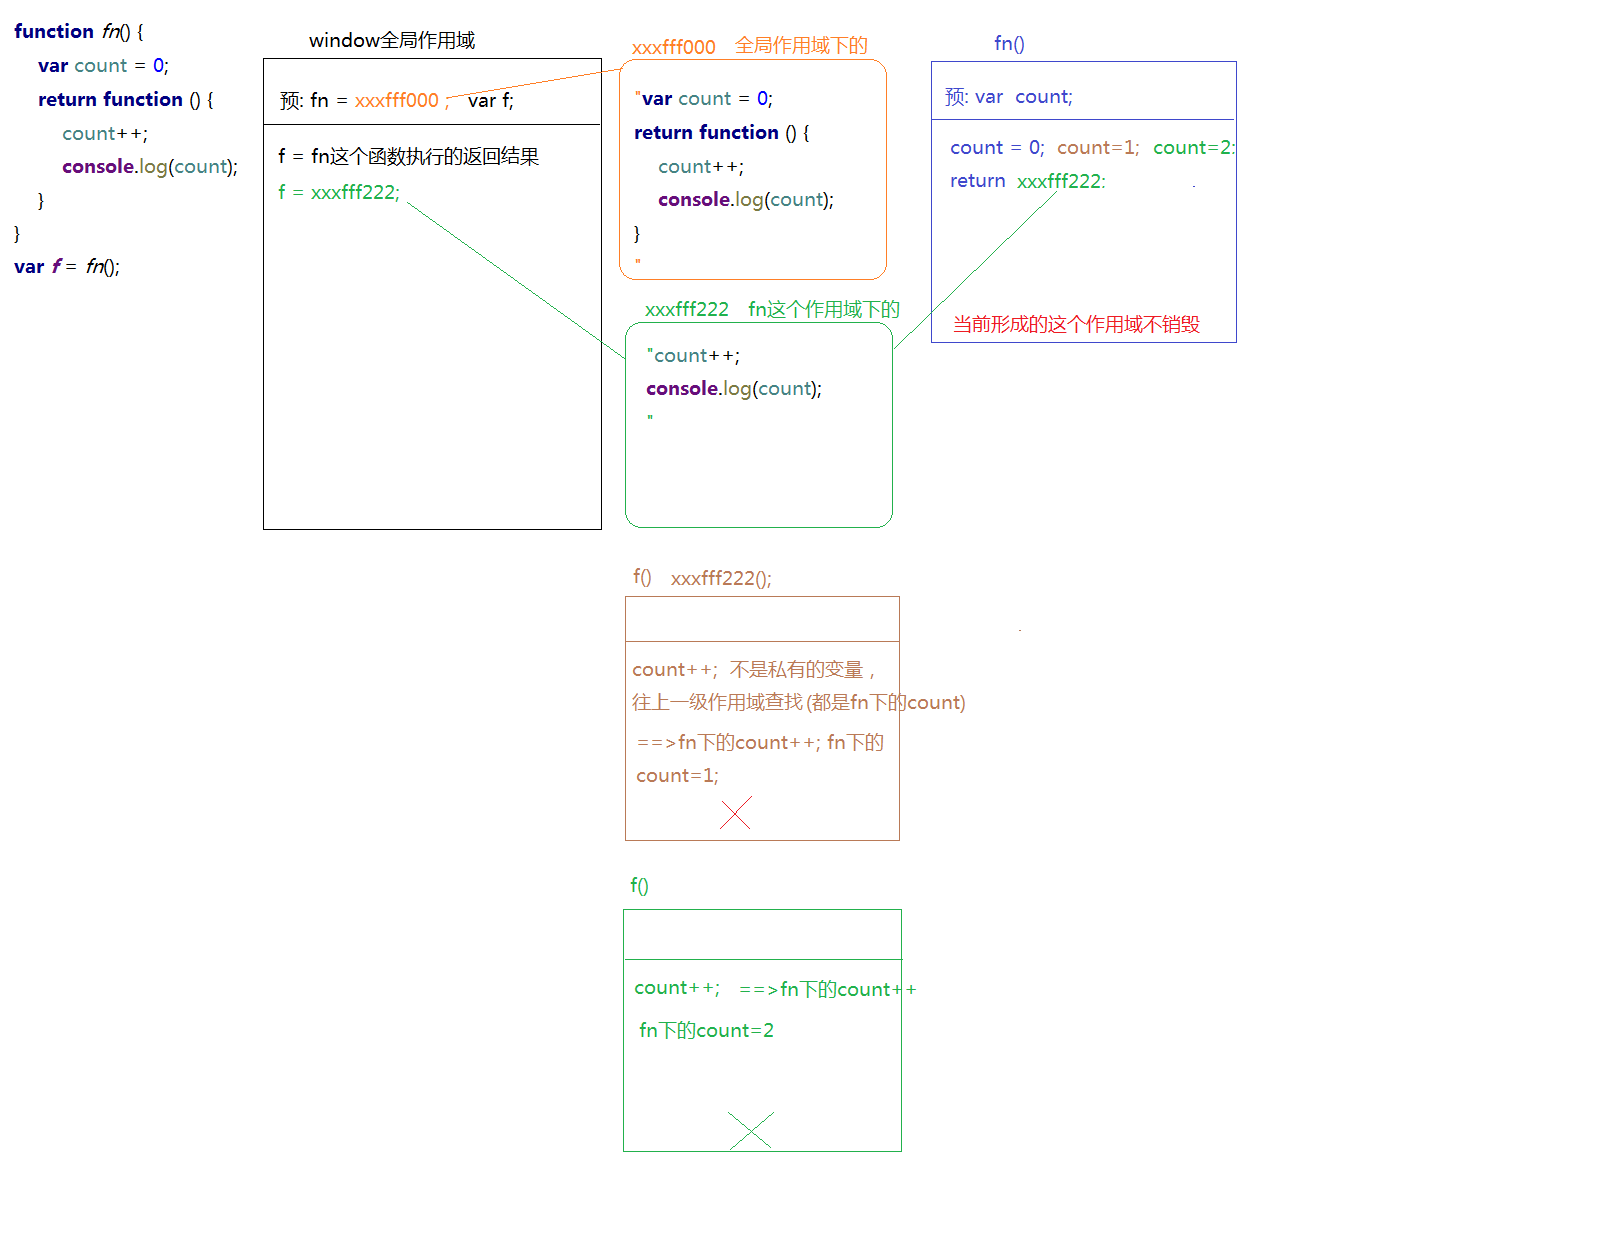 function fn() {
var count = 0;
return function () {
count++;
console.log(count);
}
}
var f = fn();
window全局作用域
预: fn = xxxfff000 ; var f;
f = fn这个函数执行的返回结果
f = xxxfff222;
xxxfff000 全局作用域下的
"var count = 0;
return function () {
count++;
console.log(count);
}
"
fn()
预: var count;
count = 0; count=1; count=2:
return xxxfff222:
当前形成的这个作用域不销毁
xxxfff222 fn这个作用域下的
"count++;
console.log(count);
"
f() xxxfff222();
count++; 不是私有的变量，
往上一级作用域查找(都是fn下的count)
==>fn下的count++; fn下的
count=1;
f()
count++; ==>fn下的count++
fn下的count=2